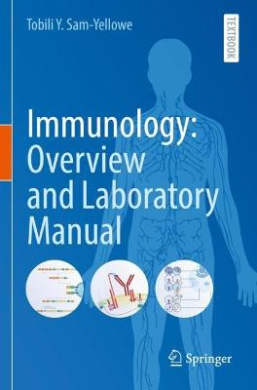 Tobili Y. Sam-Yellowe
TEXTBOOK
Immunology:
Overview
and Laboratory
Manual
Springer